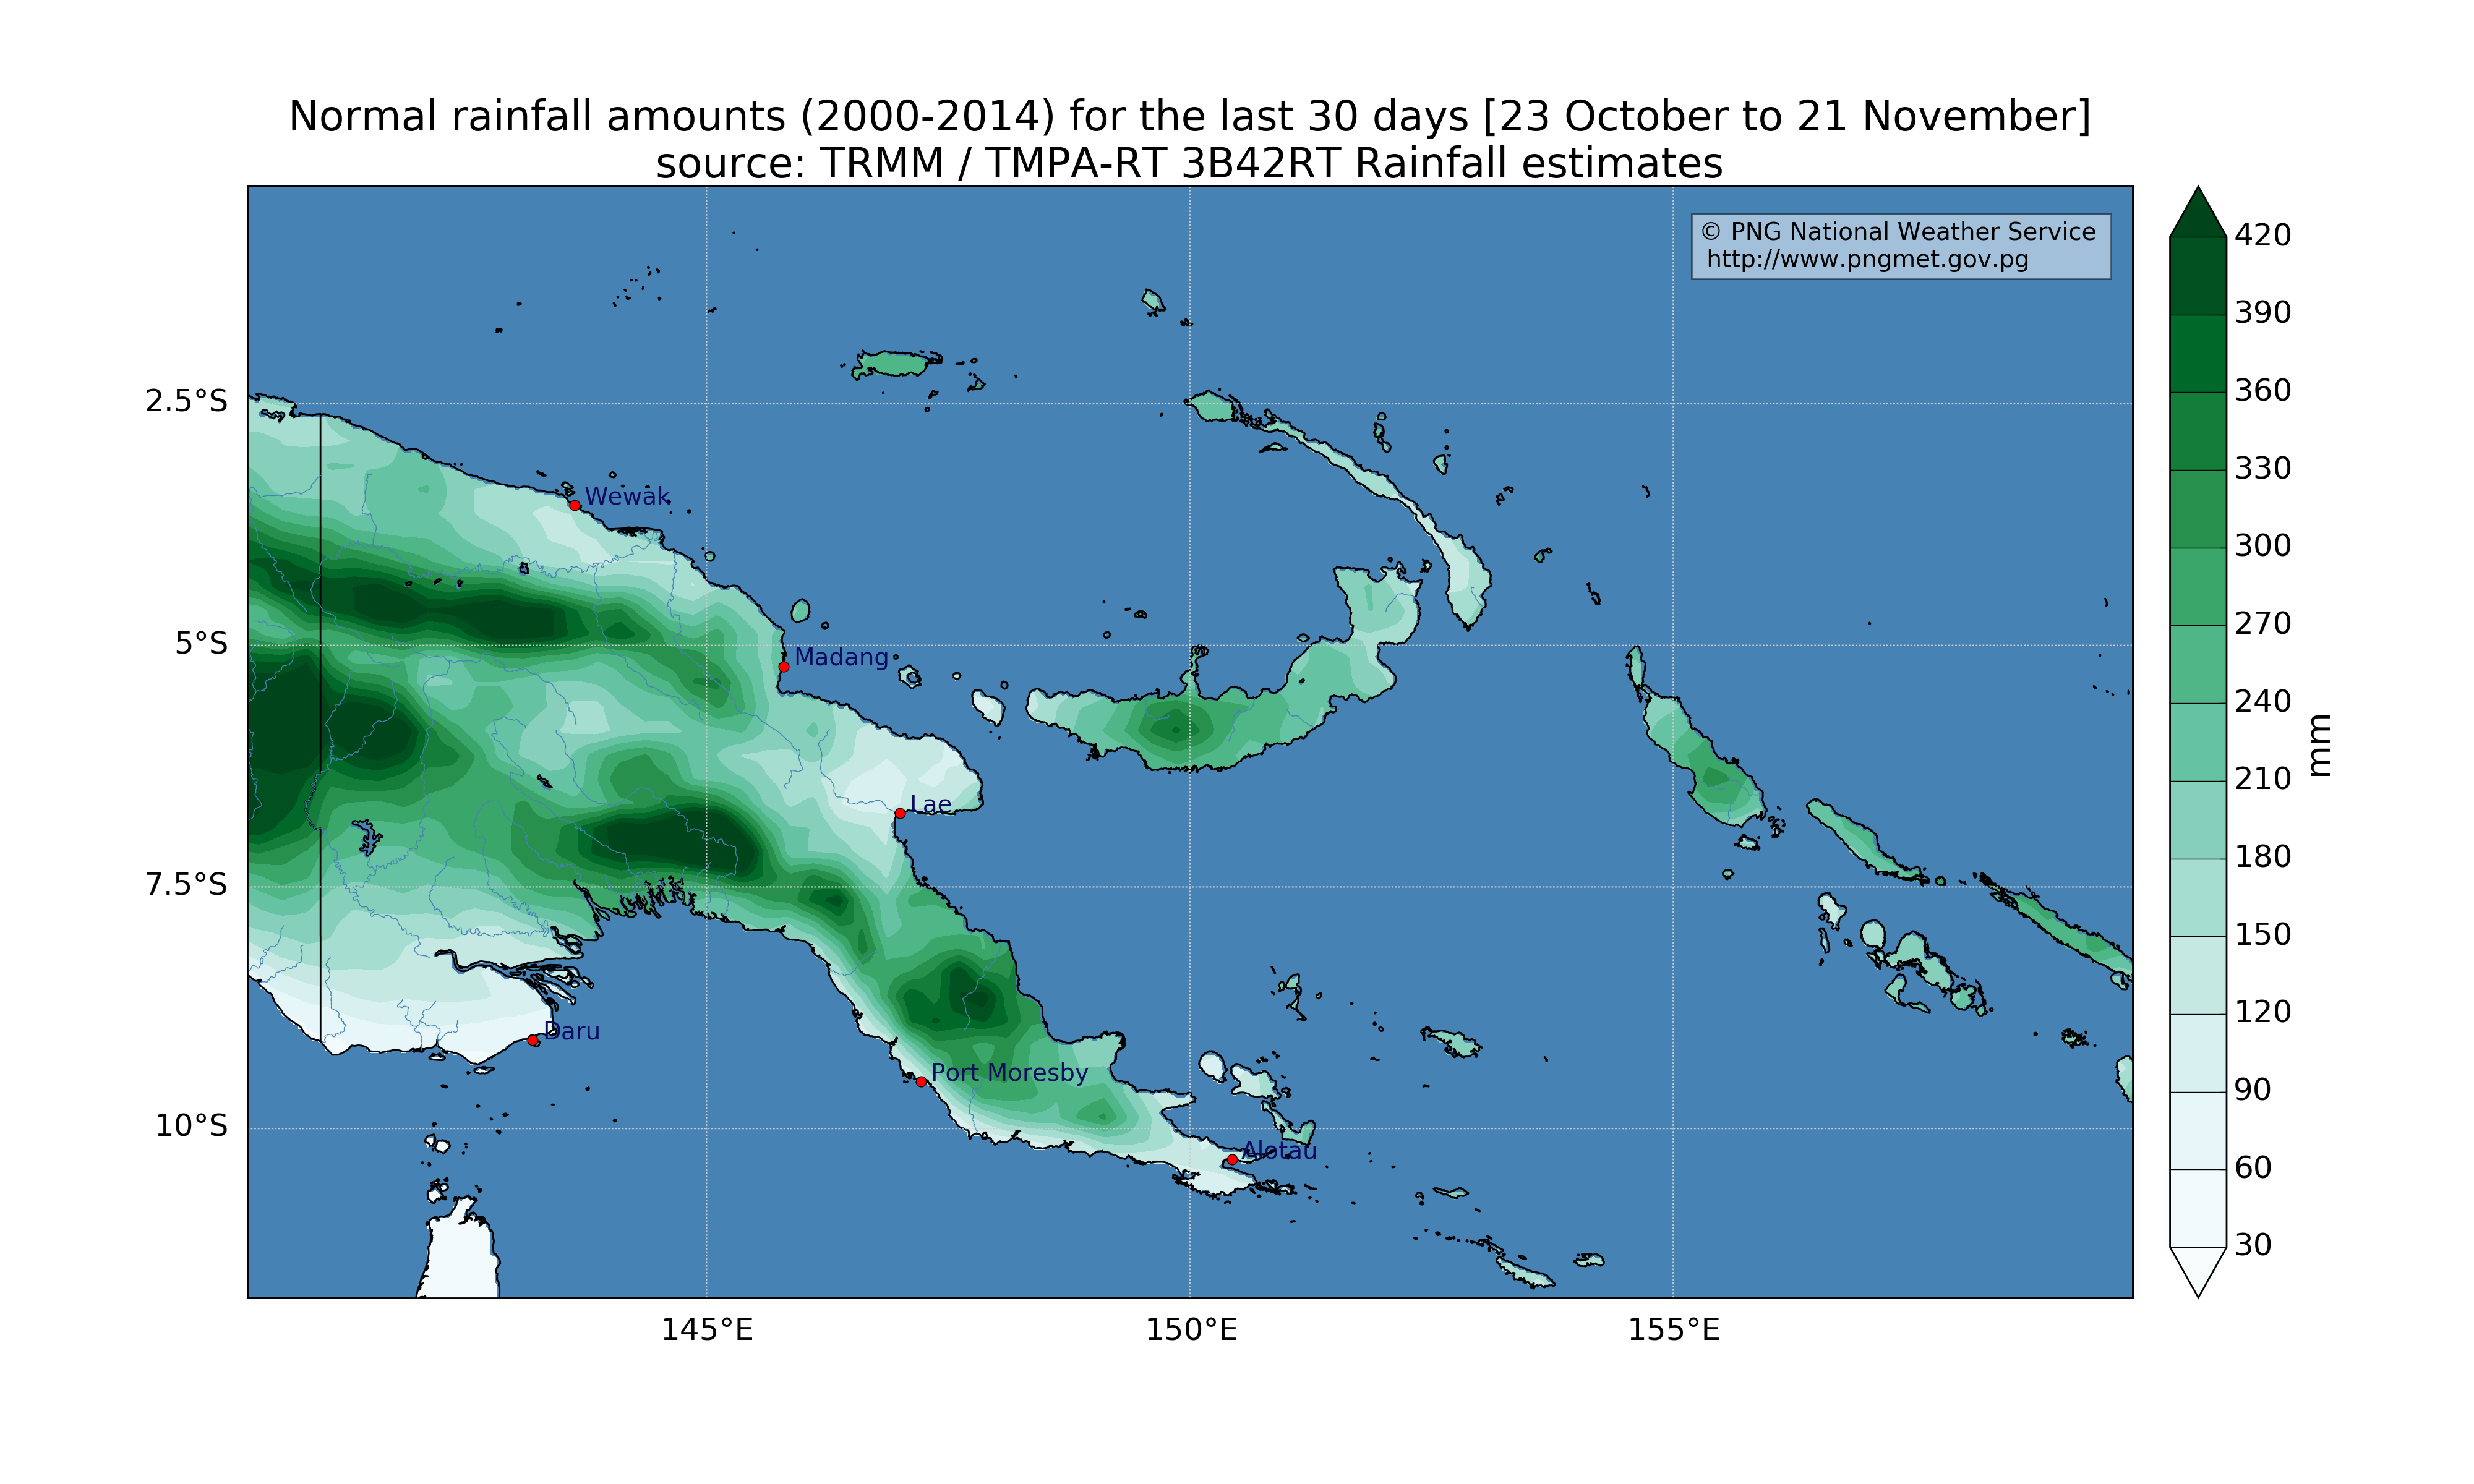 Normal rainfall amounts (2000-2014) for the last 30 days [23 October to 21 November]
source: TRMM / TMPA-RT 3B42RT Rainfall estimates
© PNG National Weather Service
http://www.pngmet.gov.pg
2.5°S
5°S
7.5°S
10°S
145°E
150°E
155°E
Wewak
Madang
Lae
Daru
Port Moresby
Alotau
420
390
360
330
300
270
240
210
180
150
120
90
60
30
mm